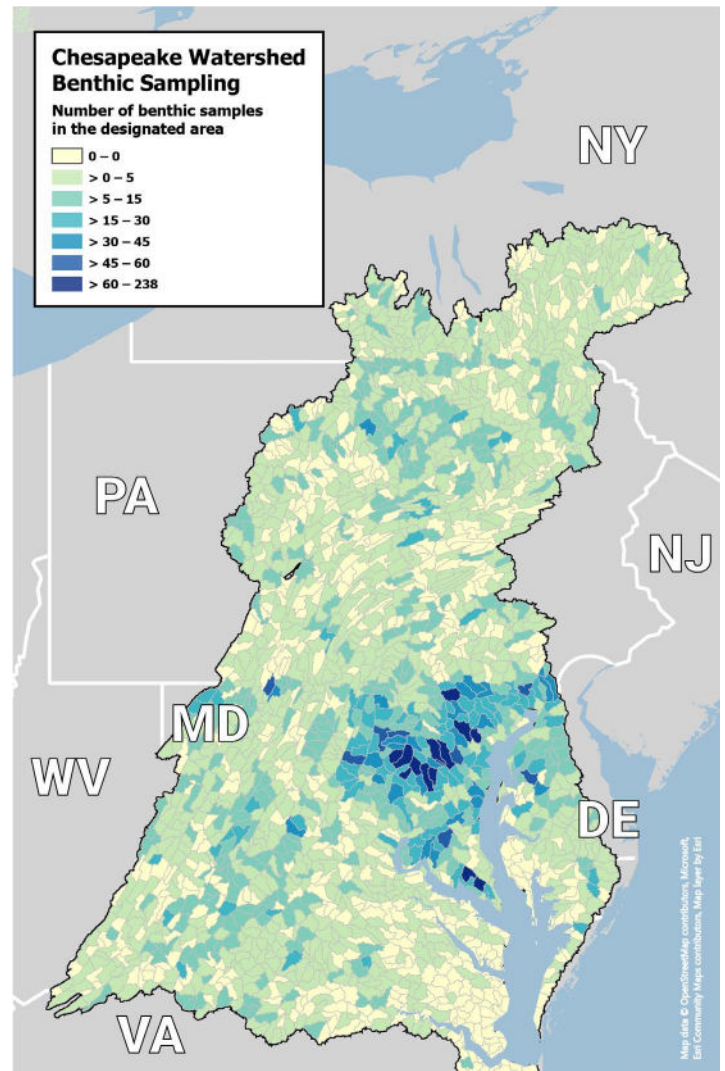 Chesapeake Watershed
Benthic Sampling
Number of benthic samples
in the designated area
0 – 0
> 0 – 5
> 5 – 15
> 15 – 30
> 30 – 45
> 45 – 60
> 60 – 238
NY
PA
NJ
MD
WV
DE
VA
Map data © OpenStreetMap contributors, Microsoft,
Esri Community Maps contributors, Map layer by Esri